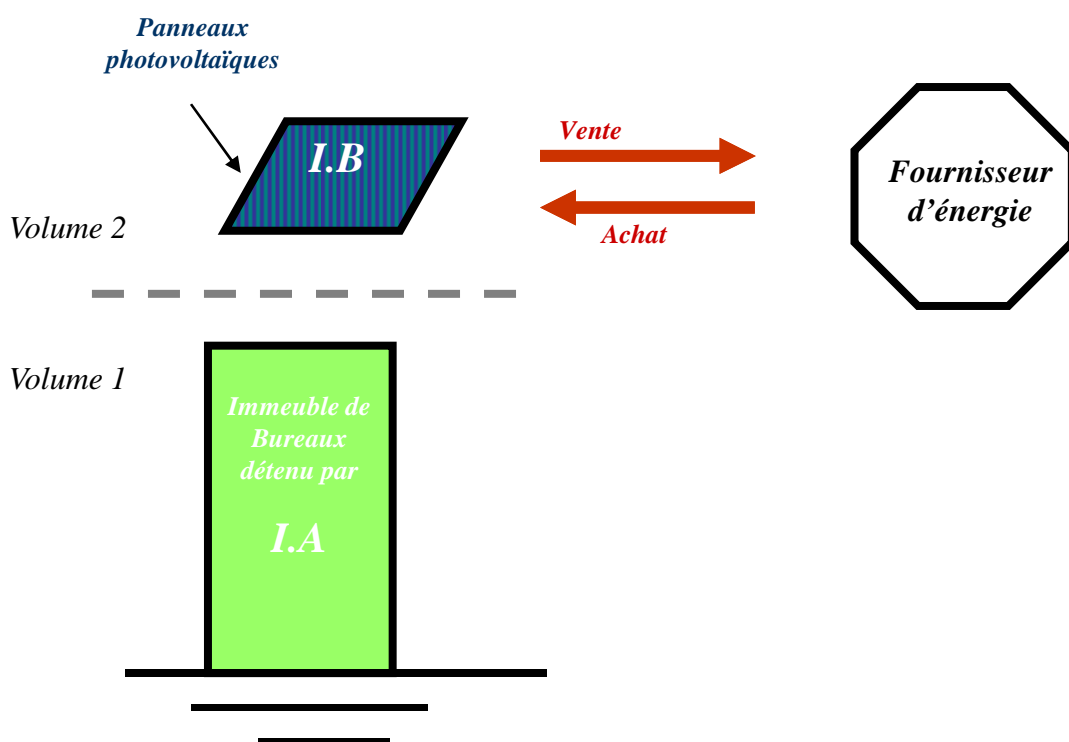 Panneaux
photovoltaïques
I.B
Vente
Achat
Fournisseur
d’énergie
Volume 2
Volume 1
Immeuble de
Bureaux
détenu par
I.A